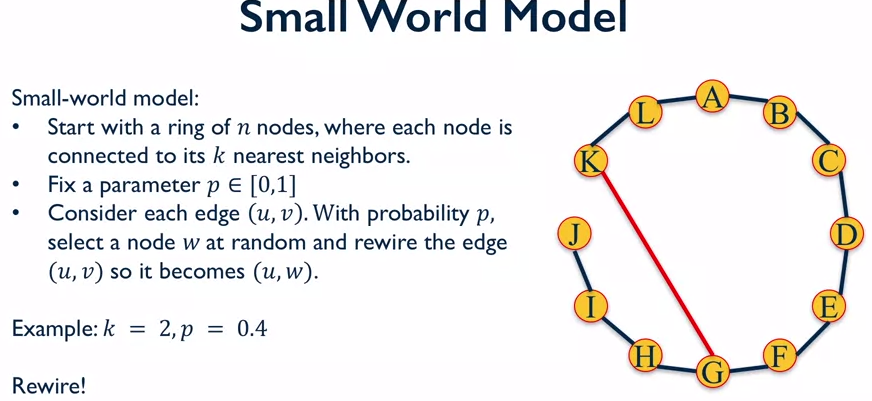 Small World Model
Small-world model:
• Start with a ring of n nodes, where each node is
connected to its k nearest neighbors.
• Fix a parameter p ∈ [0,1]
• Consider each edge (u, v). With probability p,
select a node w at random and rewire the edge
(u, v) so it becomes (u, w).
Example: k = 2, p = 0.4
Rewire!
A
B
C
D
E
F
G
H
I
J
K
L